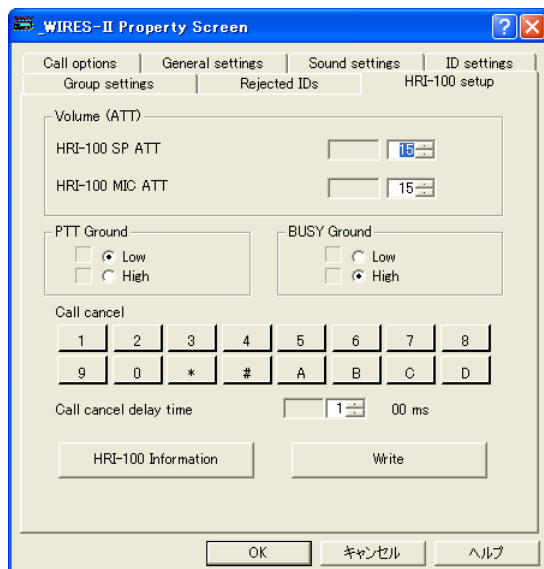 _WIRES-II Property Screen
Call options General settings Sound settings ID settings
Group settings Rejected IDs HRI-100 setup
Volume (ATT)
HRI-100 SP ATT 15
HRI-100 MIC ATT 15
PTT Ground BUSY Ground
Low Low
High High
Call cancel
1 2 3 4 5 6 7 8
9 0 * # A B C D
Call cancel delay time 1 00 ms
HRI-100 Information Write
OK キャンセル ヘルプ